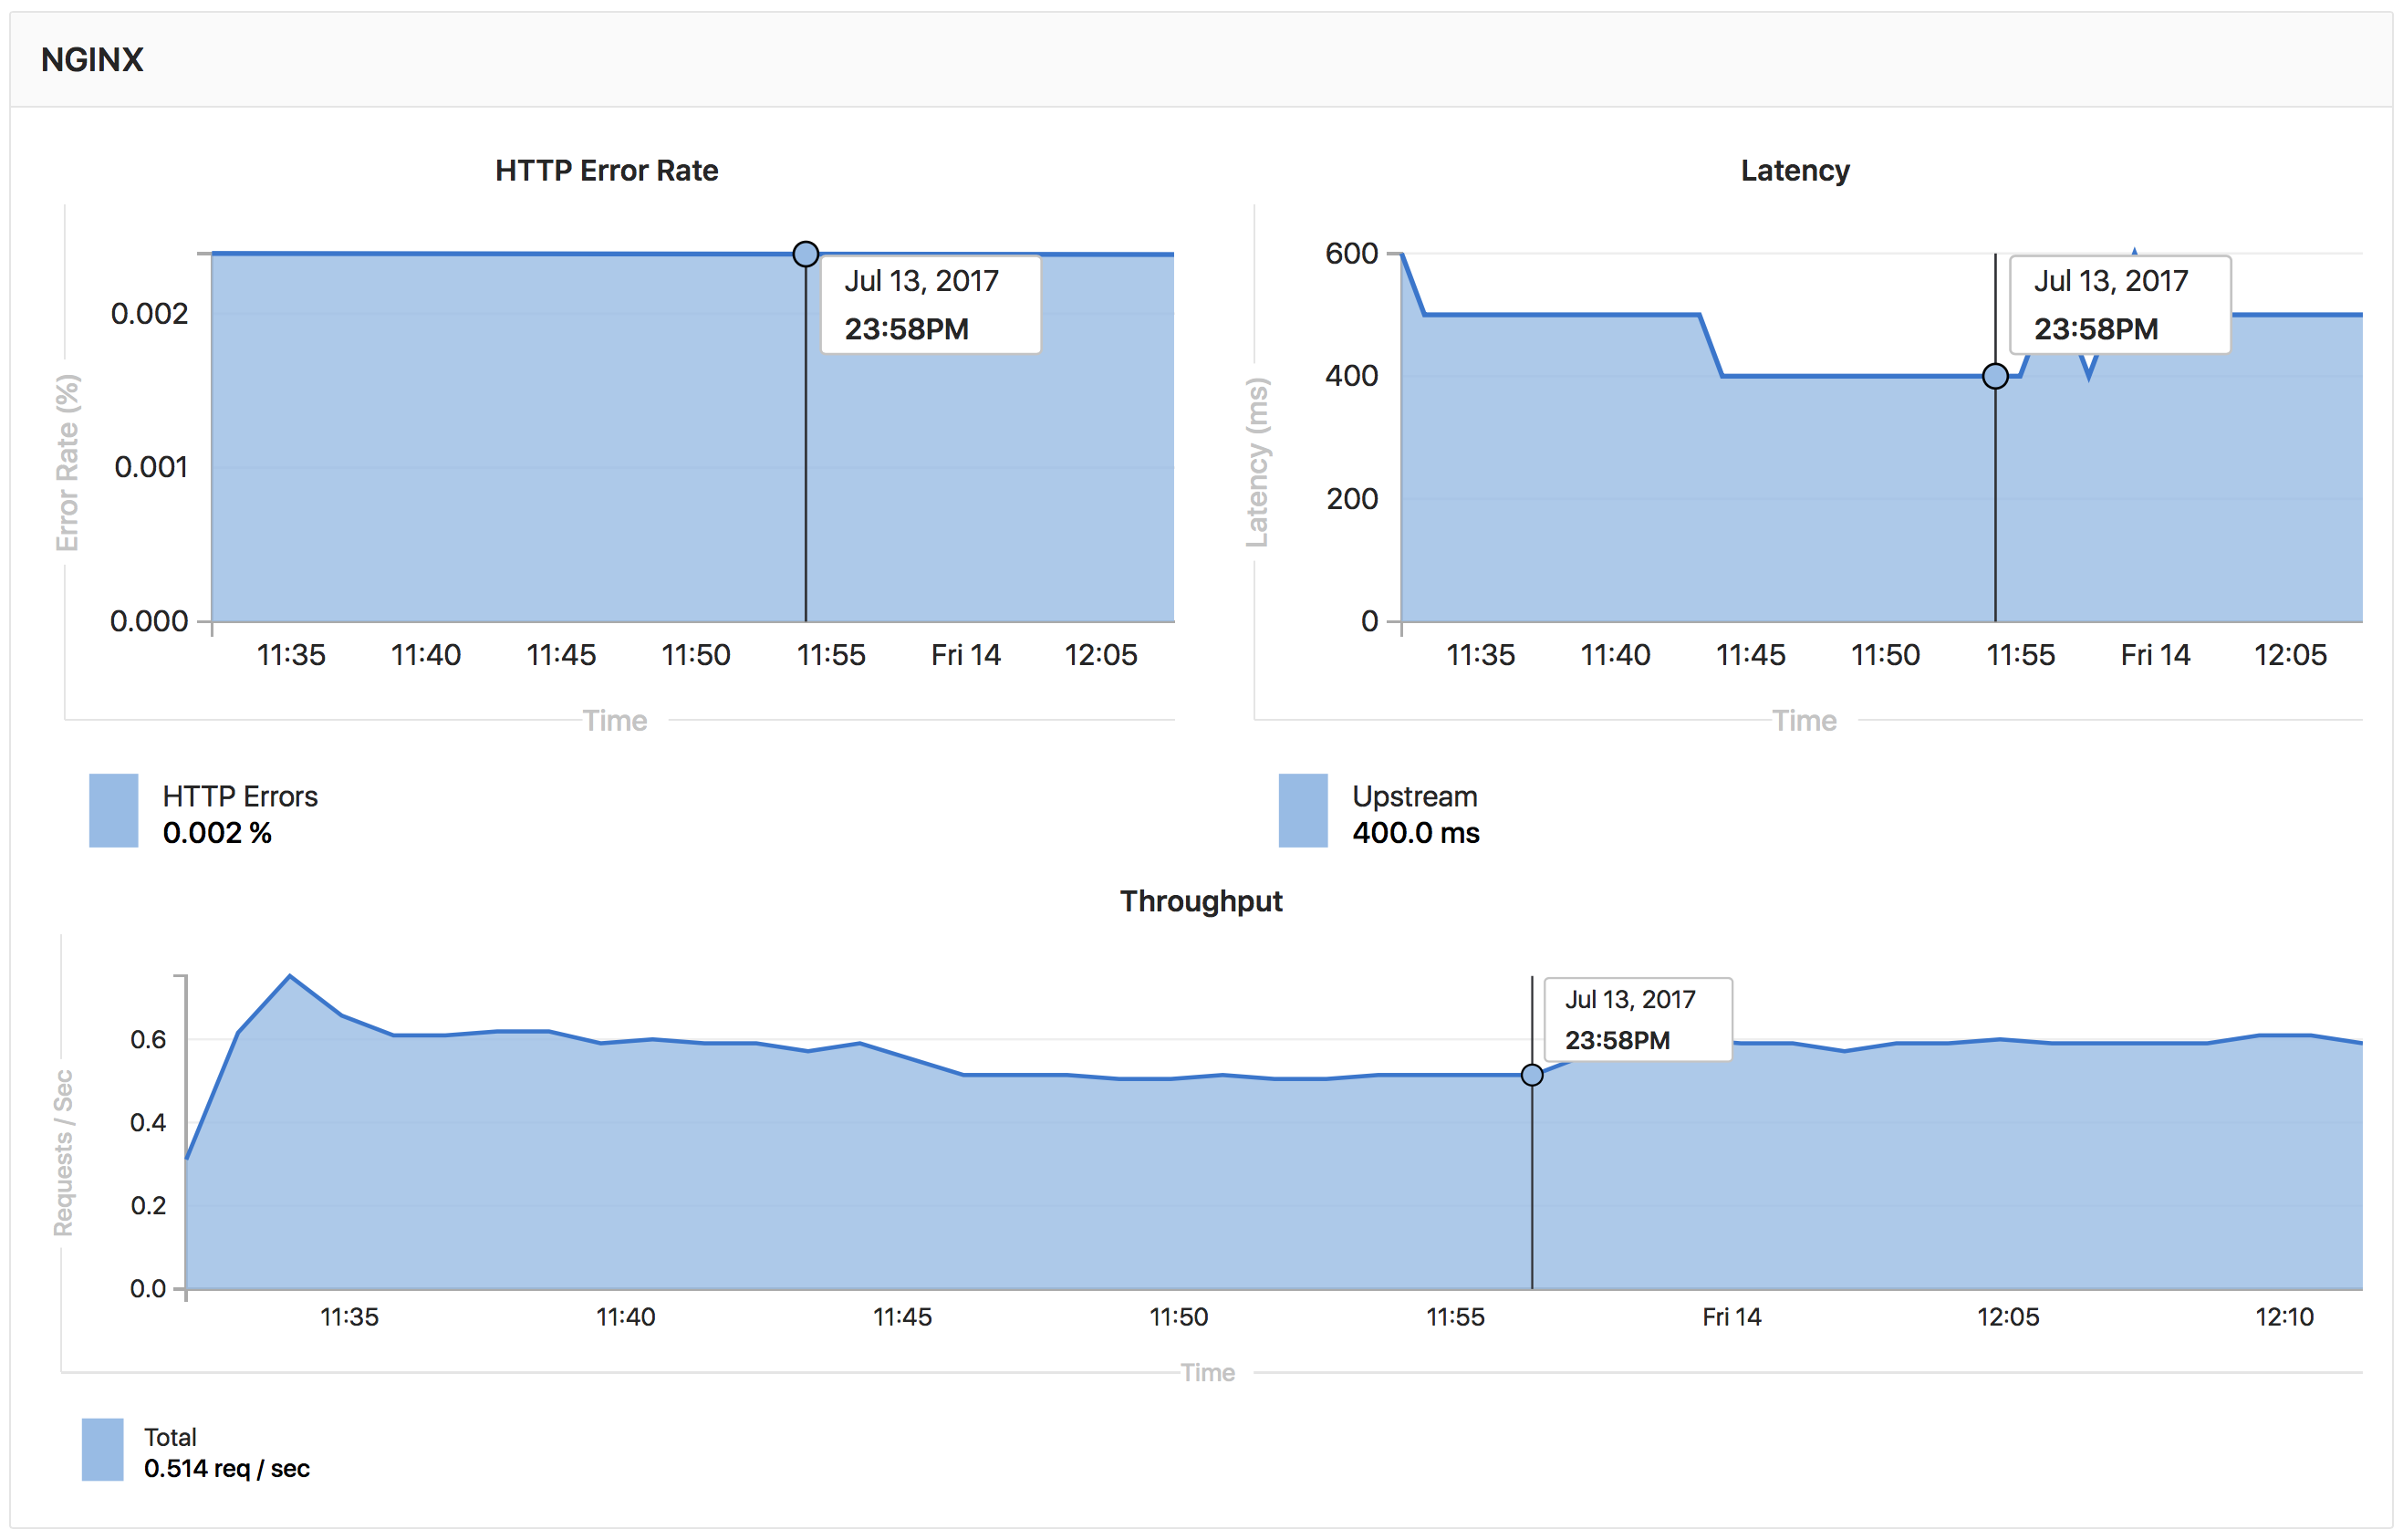 NGINX
HTTP Error Rate
Error Rate (%)
0.002
0.001
0.000
Jul 13, 2017
23:58PM
11:35 11:40 11:45 11:50 11:55 Fri 14 12:05
Time
HTTP Errors
0.002 %
Latency
Latency (ms)
600
400
200
0
Jul 13, 2017
23:58PM
11:35 11:40 11:45 11:50 11:55 Fri 14 12:05
Time
Upstream
400.0 ms
Throughput
Requests / Sec
0.6
0.4
0.2
0.0
Jul 13, 2017
23:58PM
11:35 11:40 11:45 11:50 11:55 Fri 14 12:05 12:10
Time
Total
0.514 req / sec